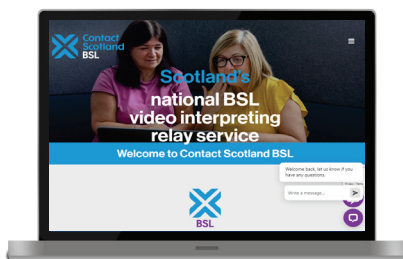 Contact
Scotland
BSL
Scotland's
national BSL
video interpreting
relay service
Welcome to Contact Scotland BSL
Welcome back, let us know if you
have any questions.
Write a message...
BSL